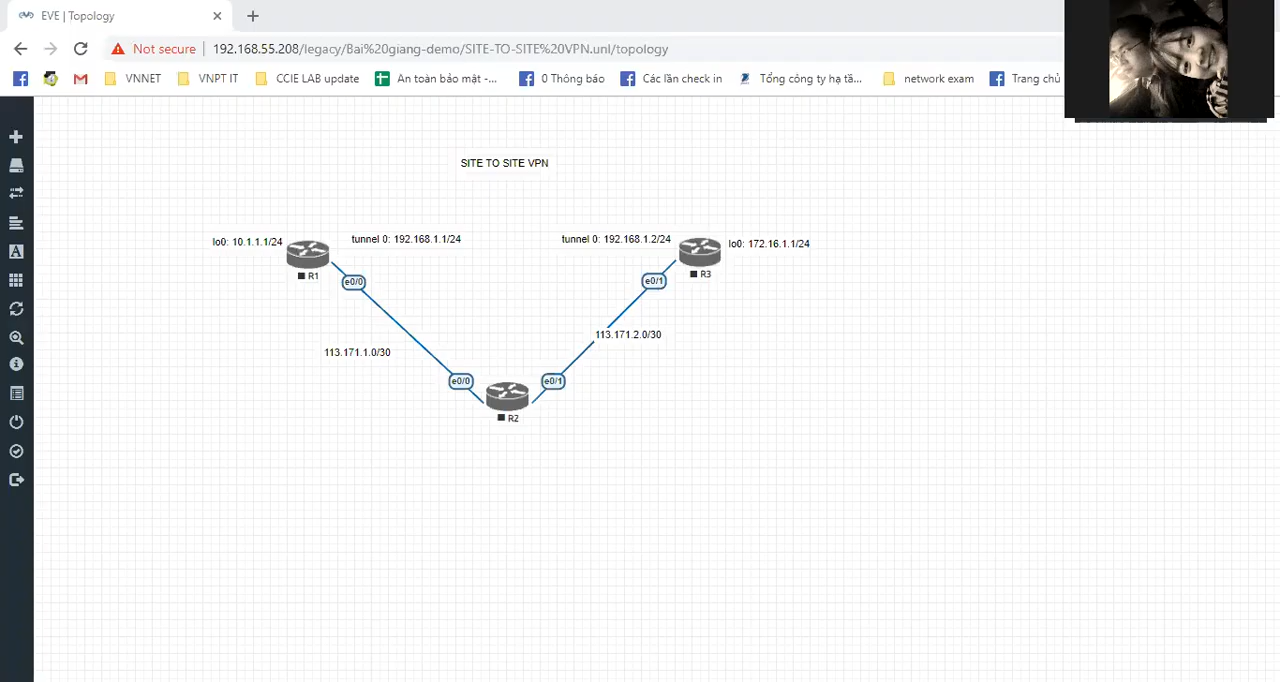 EVE | Topology
Not secure 192.168.55.208/legacy/Bai%20giang-demo/SITE-TO-SITE%20VPN.unl/topology
VNNET VNPT IT CCIE LAB update An toàn bảo mật -... 0 Thông báo Các lần check in Tổng công ty hạ tầ... network exam Trang chủ
SITE TO SITE VPN
lo0: 10.1.1.1/24 tunnel 0: 192.168.1.1/24 tunnel 0: 192.168.1.2/24 lo0: 172.16.1.1/24
R1 R3
e0/0 e0/1
113.171.2.0/30
113.171.1.0/30
e0/0 e0/1
R2